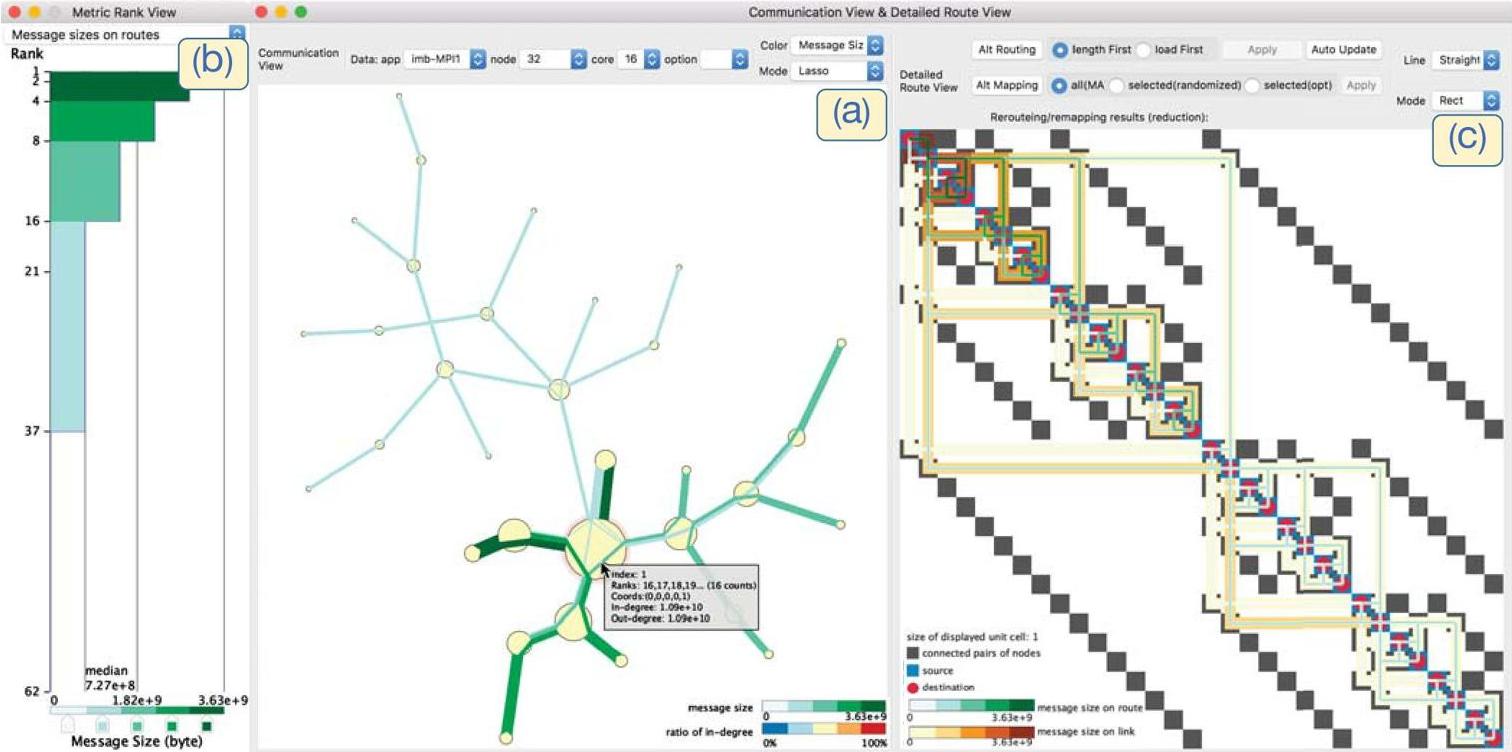 Metric Rank View
Message sizes on routes
(b)
Rank
1
2
4
8
16
21
37
62
median
7.27e+8
0 1.82e+9 3.63e+9
Message Size (byte)
Communication View & Detailed Route View
Communication
View
Data: app imb-MPI1 node 32 core 16 option
Color Message Siz
Mode Lasso
(a)
Index: 1
Ranks: 16,17,18,19... (16 counts)
Coords:(0,0,0,0,1)
In-degree: 1.09e+10
Out-degree: 1.09e+10
message size
0 3.63e+9
ratio of in-degree
0% 100%
Detailed
Route View
Alt Routing length First load First Apply Auto Update
Alt Mapping all(MA selected(randomized) selected(opt) Apply
Line Straight
Mode Rect
Rerouteing/remapping results (reduction):
(c)
size of displayed unit cell: 1
connected pairs of nodes
source
destination
message size on route
0 3.63e+9
message size on link
0 3.63e+9